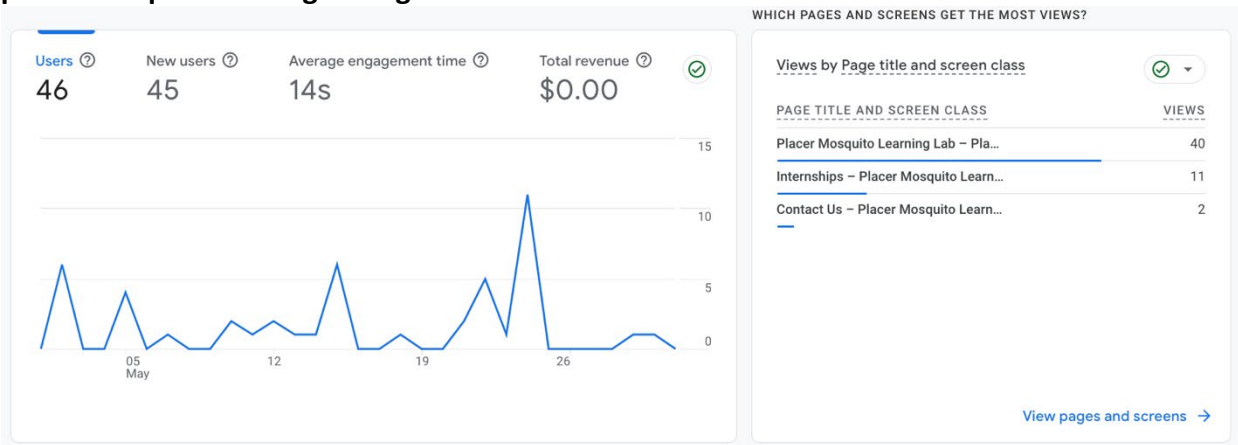 WHICH PAGES AND SCREENS GET THE MOST VIEWS?
Users New users Average engagement time Total revenue
46 45 14s $0.00
15
10
5
0
05 12 19 26
May
Views by Page title and screen class
PAGE TITLE AND SCREEN CLASS VIEWS
Placer Mosquito Learning Lab – Pla... 40
Internships – Placer Mosquito Learn... 11
Contact Us – Placer Mosquito Learn... 2
View pages and screens →